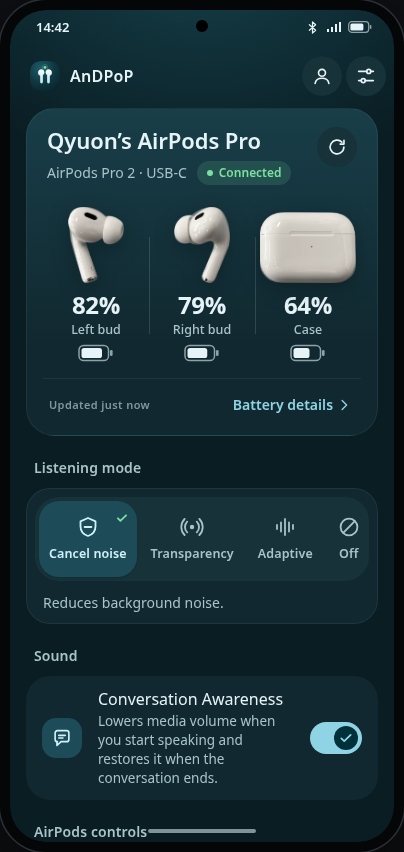 14:42
AnDPoP
Qyuon’s AirPods Pro
AirPods Pro 2 · USB-C
Connected
82%
79%
64%
Left bud
Right bud
Case
Updated just now
Battery details
Listening mode
Cancel noise
Transparency
Adaptive
Off
Reduces background noise.
Sound
Conversation Awareness
Lowers media volume when
you start speaking and
restores it when the
conversation ends.
AirPods controls